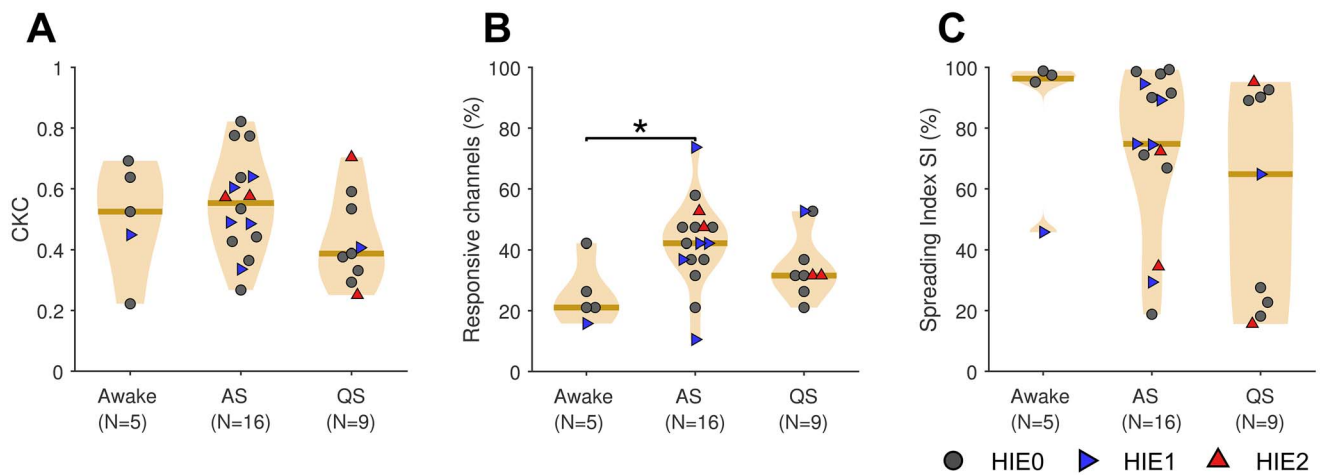 A
B
C
CKC
1
0.8
0.6
0.4
0.2
0
Awake
(N=5)
AS
(N=16)
QS
(N=9)
Responsive channels (%)
100
80
60
40
20
0
*
Awake
(N=5)
AS
(N=16)
QS
(N=9)
Spreading Index SI (%)
100
80
60
40
20
0
Awake
(N=5)
AS
(N=16)
QS
(N=9)
HIE0 HIE1 HIE2